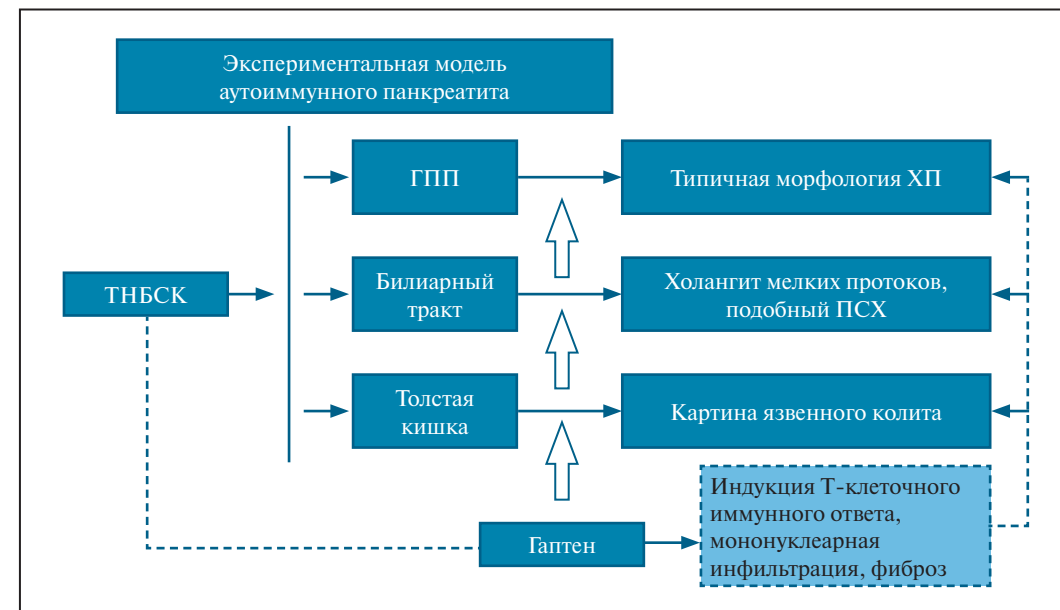 Экспериментальная модель
аутоиммунного панкреатита
ГПП
Типичная морфология ХП
ТНБСК
Билиарный
тракт
Холангит мелких протоков,
подобный ПСХ
Толстая
кишка
Картина язвенного колита
Гаптен
Индукция Т-клеточного
иммунного ответа,
мононуклеарная
инфильтрация, фиброз